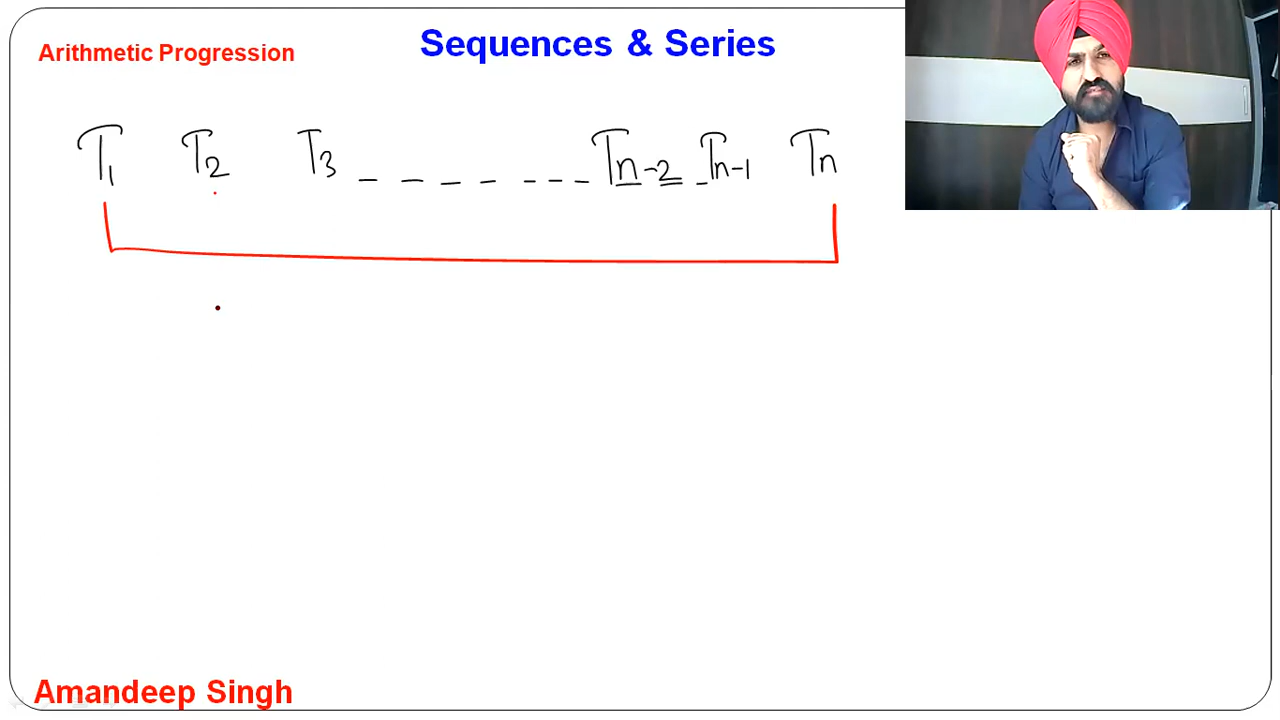 Sequences & Series
Arithmetic Progression
T1 T2 T3 _ _ _ _ _ _ _ Tn-2 _ Tn-1 Tn
Amandeep Singh